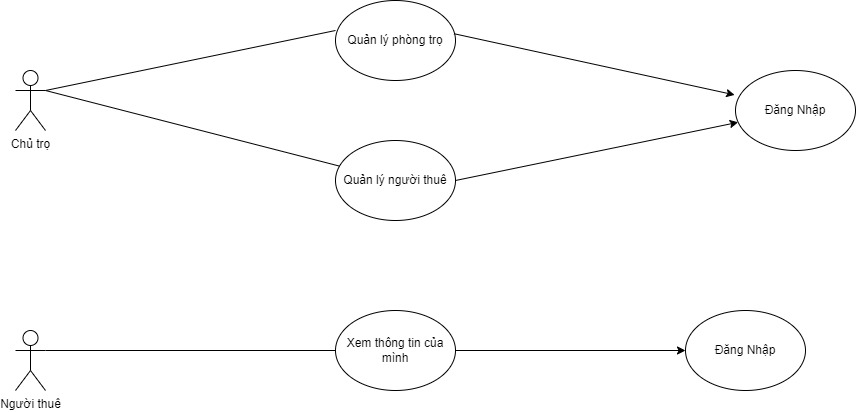 Quản lý phòng trọ
Đăng Nhập
Chủ trọ
Quản lý người thuê
Xem thông tin của
mình
Đăng Nhập
Người thuê